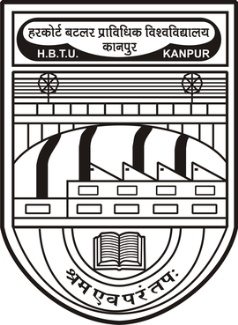 हरकोर्ट बटलर प्राविधिक विश्वविद्यालय
कानपुर
H.B.T.U. KANPUR
श्रम एव परं तपः